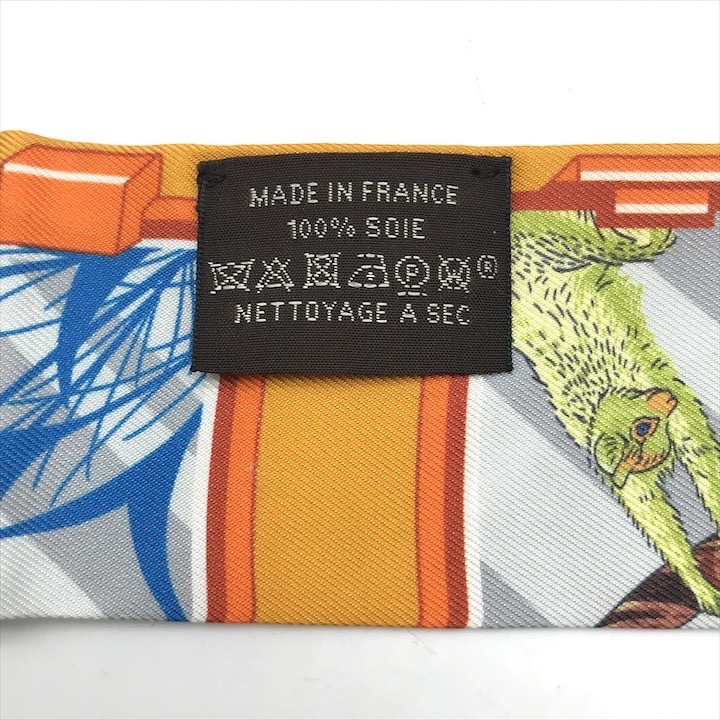 MADE IN FRANCE
100% SOIE
P W ®
NETTOYAGE A SEC